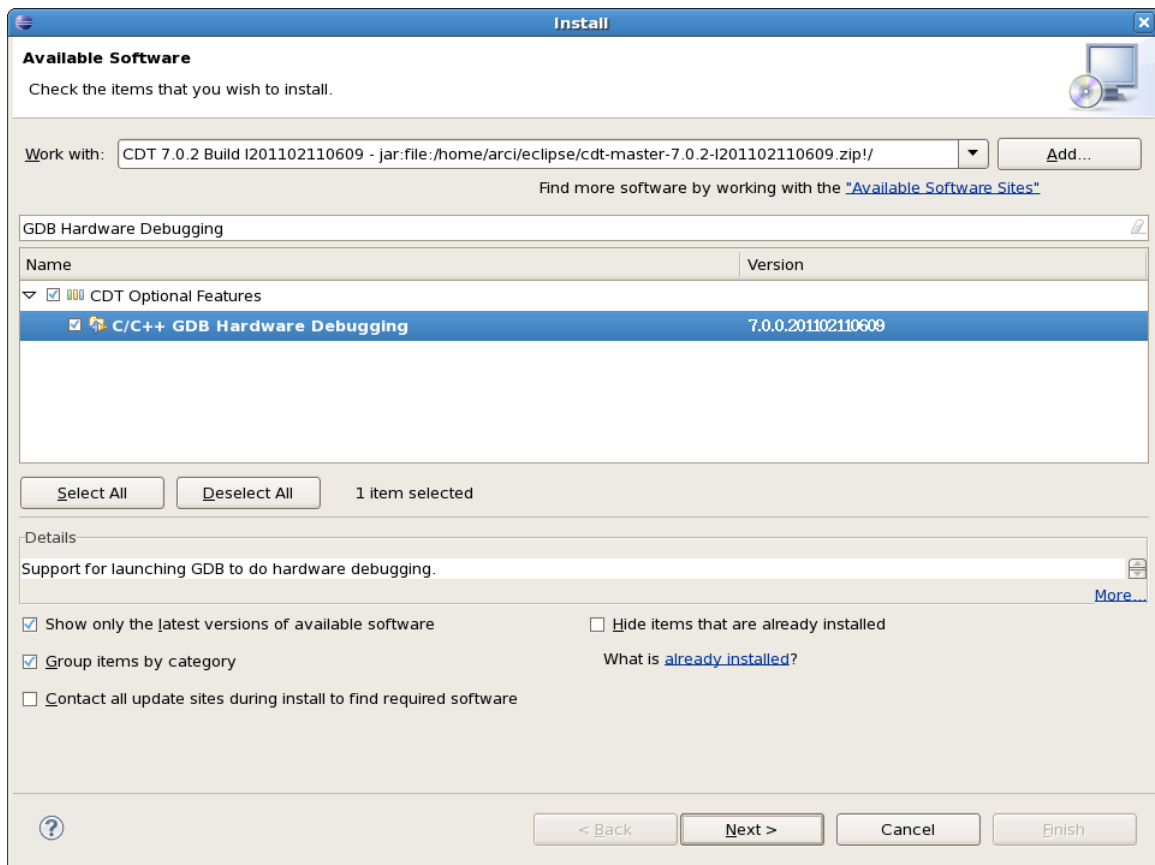 Install
Available Software
Check the items that you wish to install.
Work with: CDT 7.0.2 Build I201102110609 - jar:file:/home/arci/eclipse/cdt-master-7.0.2-I201102110609.zip!/ Add...
Find more software by working with the "Available Software Sites"
GDB Hardware Debugging
Name Version
CDT Optional Features
C/C++ GDB Hardware Debugging 7.0.0.201102110609
Select All Deselect All 1 item selected
Details
Support for launching GDB to do hardware debugging.
More...
Show only the latest versions of available software Hide items that are already installed
Group items by category What is already installed?
Contact all update sites during install to find required software
? < Back Next > Cancel Finish